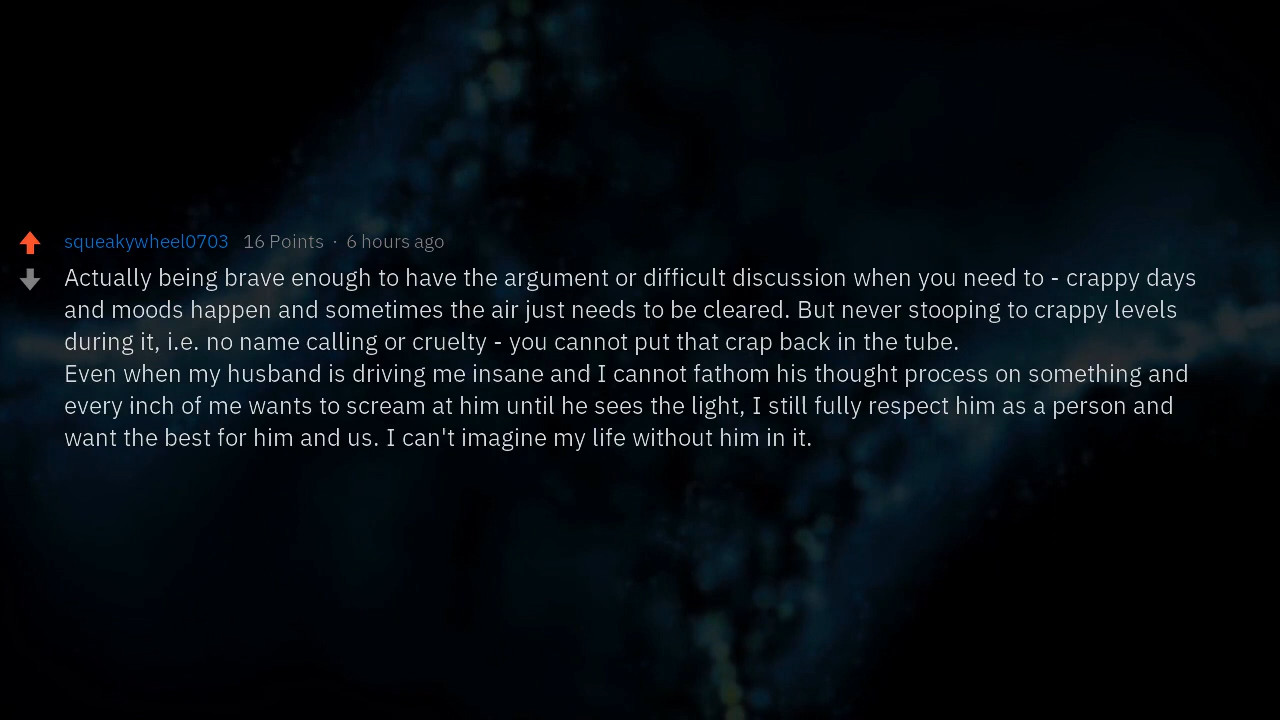 squeakywheel0703 16 Points · 6 hours ago
Actually being brave enough to have the argument or difficult discussion when you need to - crappy days
and moods happen and sometimes the air just needs to be cleared. But never stooping to crappy levels
during it, i.e. no name calling or cruelty - you cannot put that crap back in the tube.
Even when my husband is driving me insane and I cannot fathom his thought process on something and
every inch of me wants to scream at him until he sees the light, I still fully respect him as a person and
want the best for him and us. I can't imagine my life without him in it.